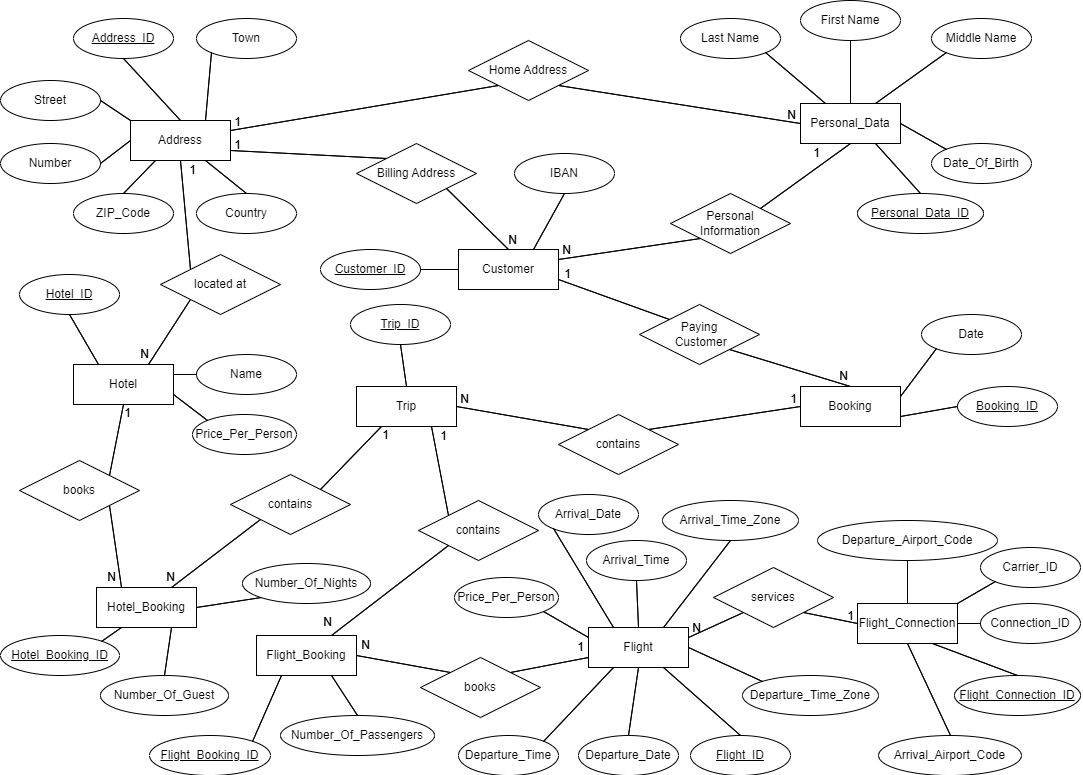 First Name
Address_ID
Town
Last Name
Middle Name
Home Address
Street
1
N
Personal_Data
Address
1
1
Number
1
Billing Address
IBAN
N
1
Personal
Information
Date_Of_Birth
ZIP_Code
Country
Personal_Data_ID
N
N
Customer_ID
Customer
1
located at
Hotel_ID
Trip_ID
Paying
Customer
Date
N
Hotel
Name
N
1
Trip
N
1
Booking
Booking_ID
1
1
Price_Per_Person
contains
books
contains
contains
Arrival_Date
Arrival_Time_Zone
Departure_Airport_Code
Arrival_Time
Carrier_ID
N
N
Number_Of_Nights
Price_Per_Person
services
Hotel_Booking
N
N
1
Flight_Connection
Connection_ID
Hotel_Booking_ID
Flight_Booking
N
1
Flight
Number_Of_Guest
books
Departure_Time_Zone
Flight_Connection_ID
Number_Of_Passengers
Flight_Booking_ID
Departure_Time
Departure_Date
Flight_ID
Arrival_Airport_Code